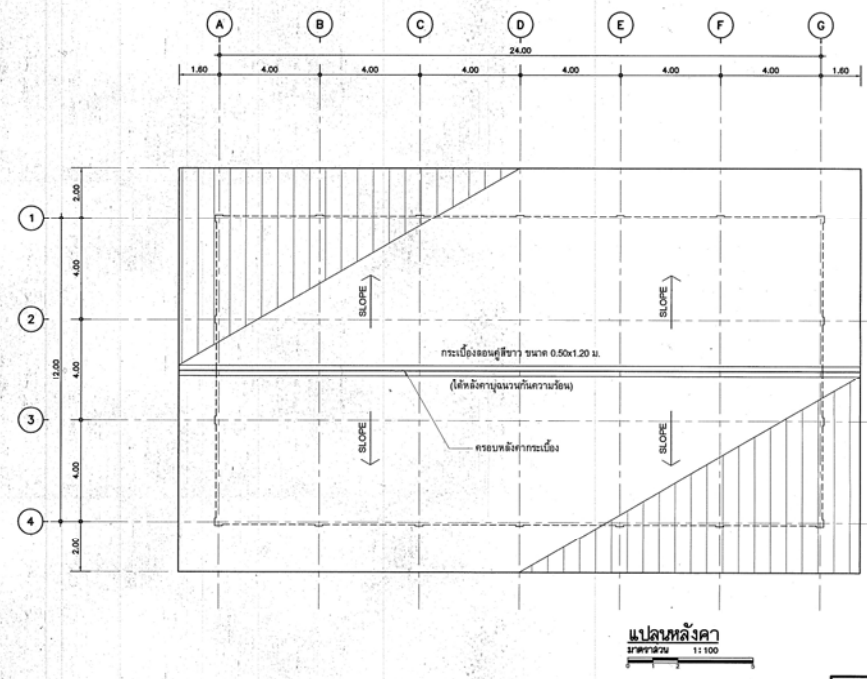 A B C D E F G
24.00
1.60 4.00 4.00 4.00 4.00 4.00 4.00 1.60
2.00
1
4.00
SLOPE SLOPE
2
กระเบื้องลอนคู่สีขาว ขนาด 0.50x1.20 ม.
12.00
4.00
(ใต้หลังคาบุฉนวนกันความร้อน)
3
SLOPE SLOPE
ครอบหลังคากระเบื้อง
4.00
4
2.00
แปลนหลังคา
มาตราส่วน 1:100
0 1 2 5